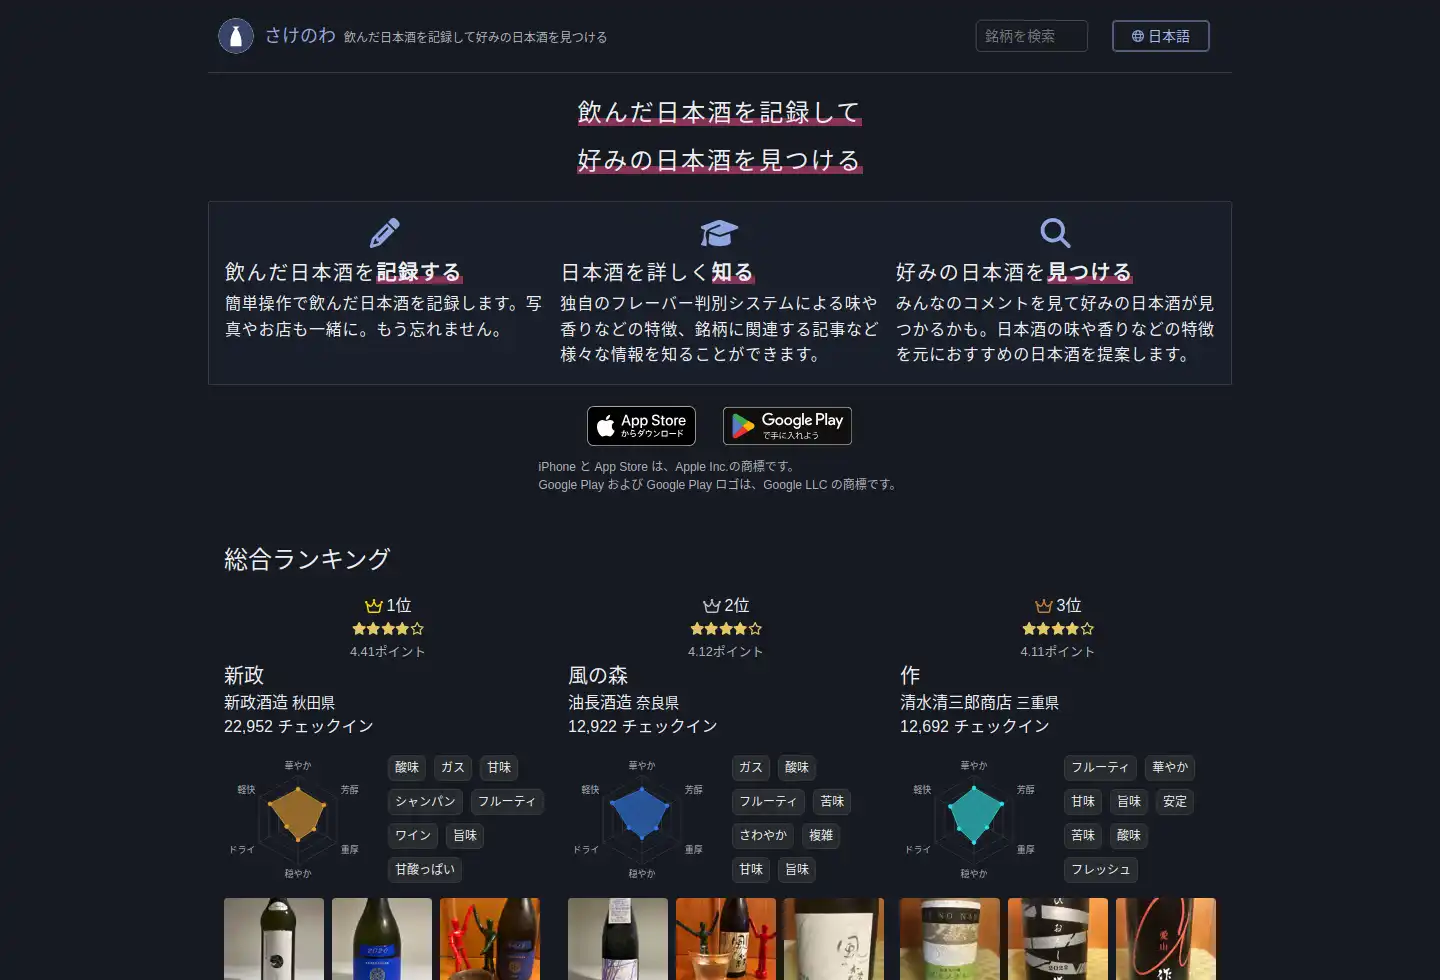 さけのわ 飲んだ日本酒を記録して好みの日本酒を見つける
銘柄を検索
日本語
飲んだ日本酒を記録して
好みの日本酒を見つける
飲んだ日本酒を記録する
簡単操作で飲んだ日本酒を記録します。写
真やお店も一緒に。もう忘れません。
日本酒を詳しく知る
独自のフレーバー判別システムによる味や
香りなどの特徴、銘柄に関連する記事など
様々な情報を知ることができます。
好みの日本酒を見つける
みんなのコメントを見て好みの日本酒が見
つかるかも。日本酒の味や香りなどの特徴
を元におすすめの日本酒を提案します。
App Store
からダウンロード
Google Play
で手に入れよう
iPhone と App Store は、Apple Inc.の商標です。
Google Play および Google Play ロゴは、Google LLC の商標です。
総合ランキング
1位
4.41ポイント
新政
新政酒造 秋田県
22,952 チェックイン
華やか
芳醇
重厚
穏やか
ドライ
軽快
酸味 ガス 甘味
シャンパン フルーティ
ワイン 旨味
甘酸っぱい
2020
2位
4.12ポイント
風の森
油長酒造 奈良県
12,922 チェックイン
華やか
芳醇
重厚
穏やか
ドライ
軽快
ガス 酸味
フルーティ 苦味
さわやか 複雑
甘味 旨味
3位
4.11ポイント
作
清水清三郎商店 三重県
12,692 チェックイン
華やか
芳醇
重厚
穏やか
ドライ
軽快
フルーティ 華やか
甘味 旨味 安定
苦味 酸味
フレッシュ
愛山
作